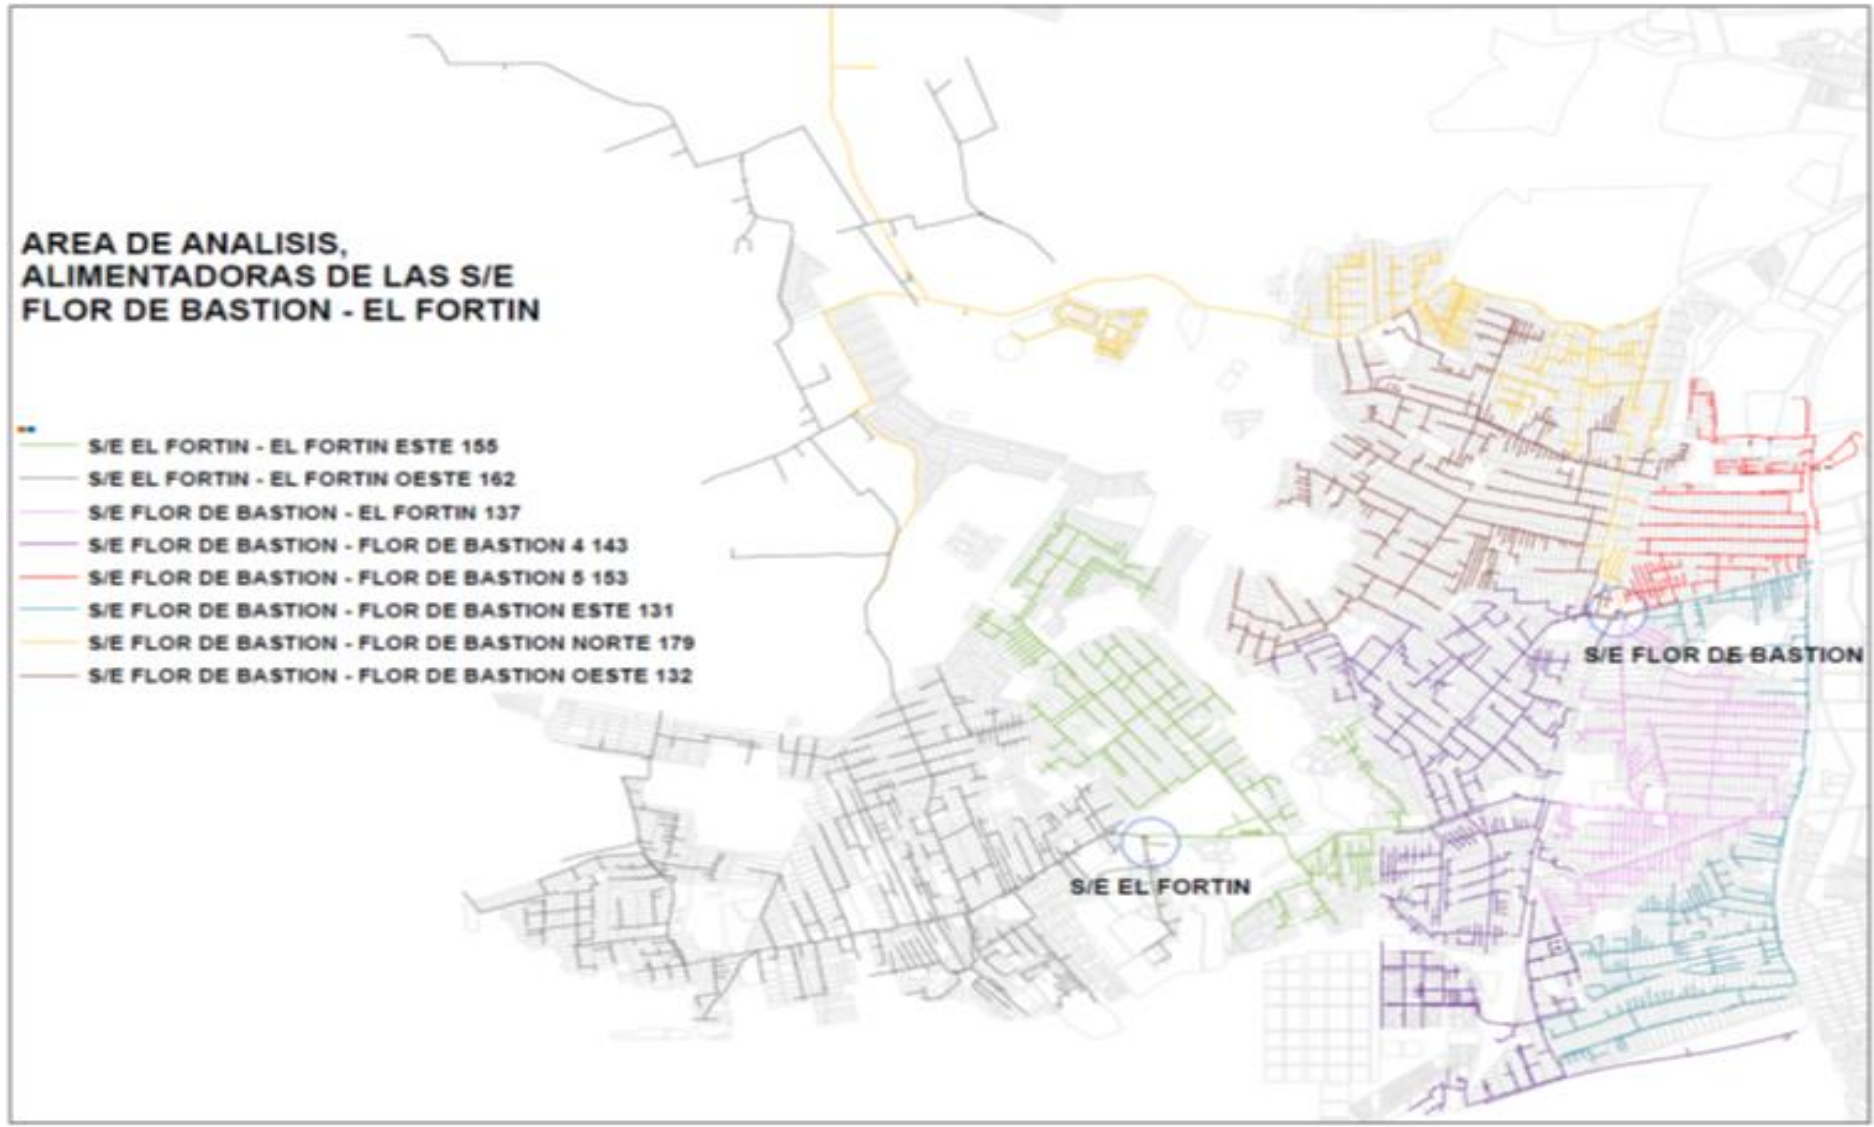 AREA DE ANALISIS,
ALIMENTADORAS DE LAS S/E
FLOR DE BASTION - EL FORTIN
S/E EL FORTIN - EL FORTIN ESTE 155
S/E EL FORTIN - EL FORTIN OESTE 162
S/E FLOR DE BASTION - EL FORTIN 137
S/E FLOR DE BASTION - FLOR DE BASTION 4 143
S/E FLOR DE BASTION - FLOR DE BASTION 5 153
S/E FLOR DE BASTION - FLOR DE BASTION ESTE 131
S/E FLOR DE BASTION - FLOR DE BASTION NORTE 179
S/E FLOR DE BASTION - FLOR DE BASTION OESTE 132
S/E FLOR DE BASTION
S/E EL FORTIN